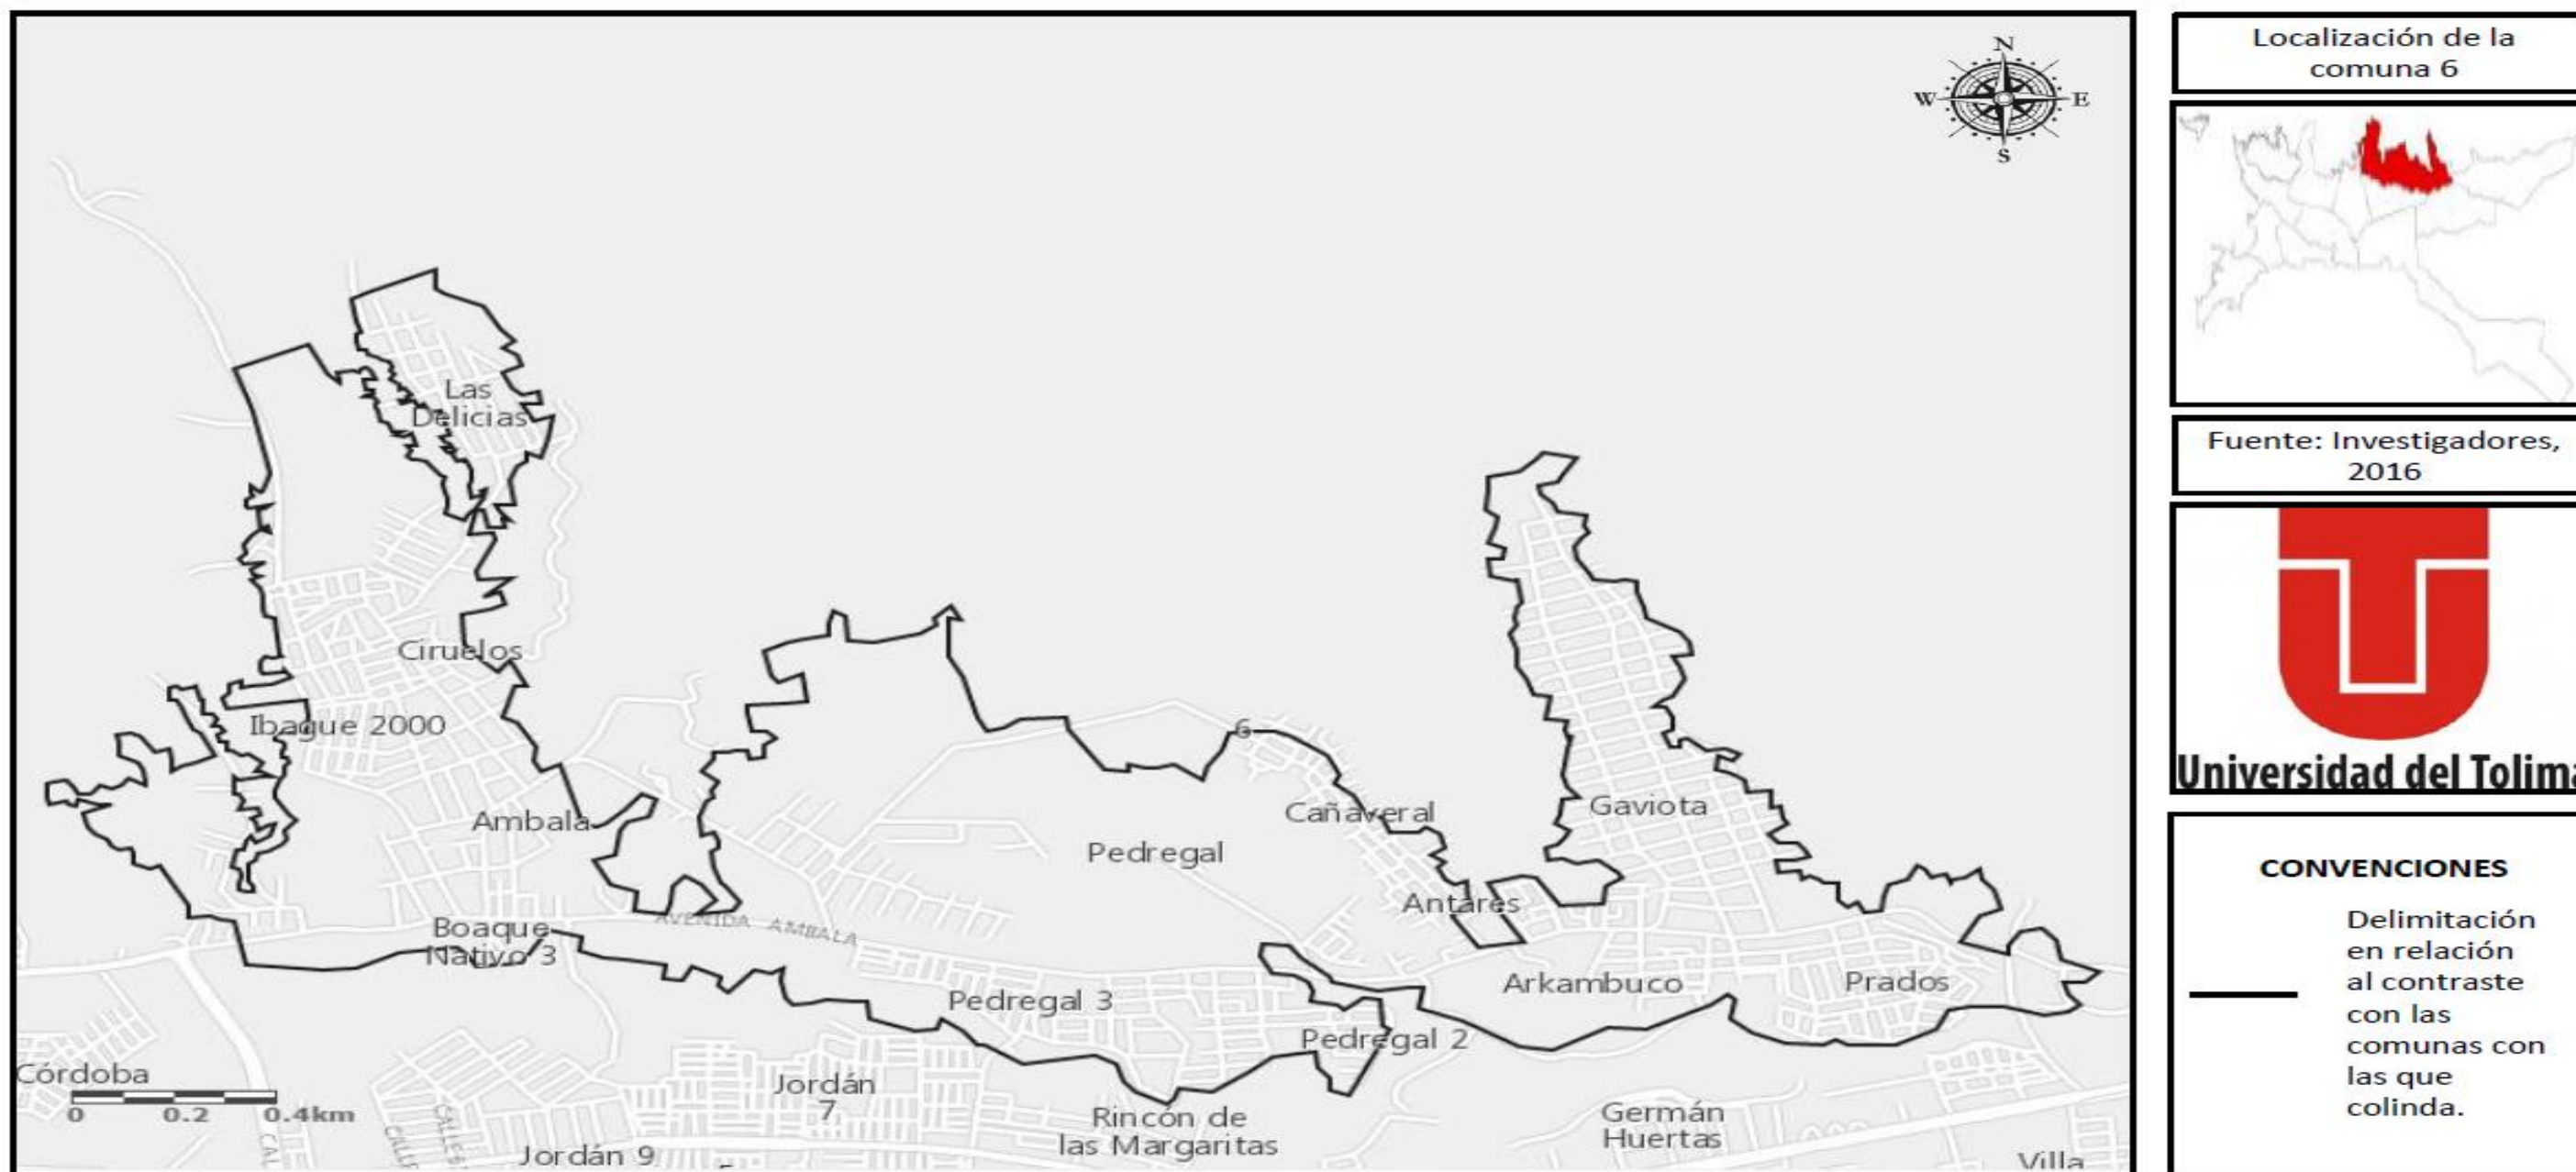 N
W
E
S
Las
Delicias
Ciruelos
Ibague 2000
Ambala
6
Cañaveral
Gaviota
Pedregal
Antares
AVENIDA AMBALA
Boaque
Nativo 3
Arkambuco
Prados
Pedregal 3
Pedregal 2
Córdoba
0 0.2 0.4km
Jordán
7
Rincón de
las Margaritas
Germán
Huertas
Jordán 9
Villa
CAL
CALLE
Localización de la
comuna 6
Fuente: Investigadores,
2016
Universidad del Tolima
CONVENCIONES
Delimitación
en relación
al contraste
con las
comunas con
las que
colinda.